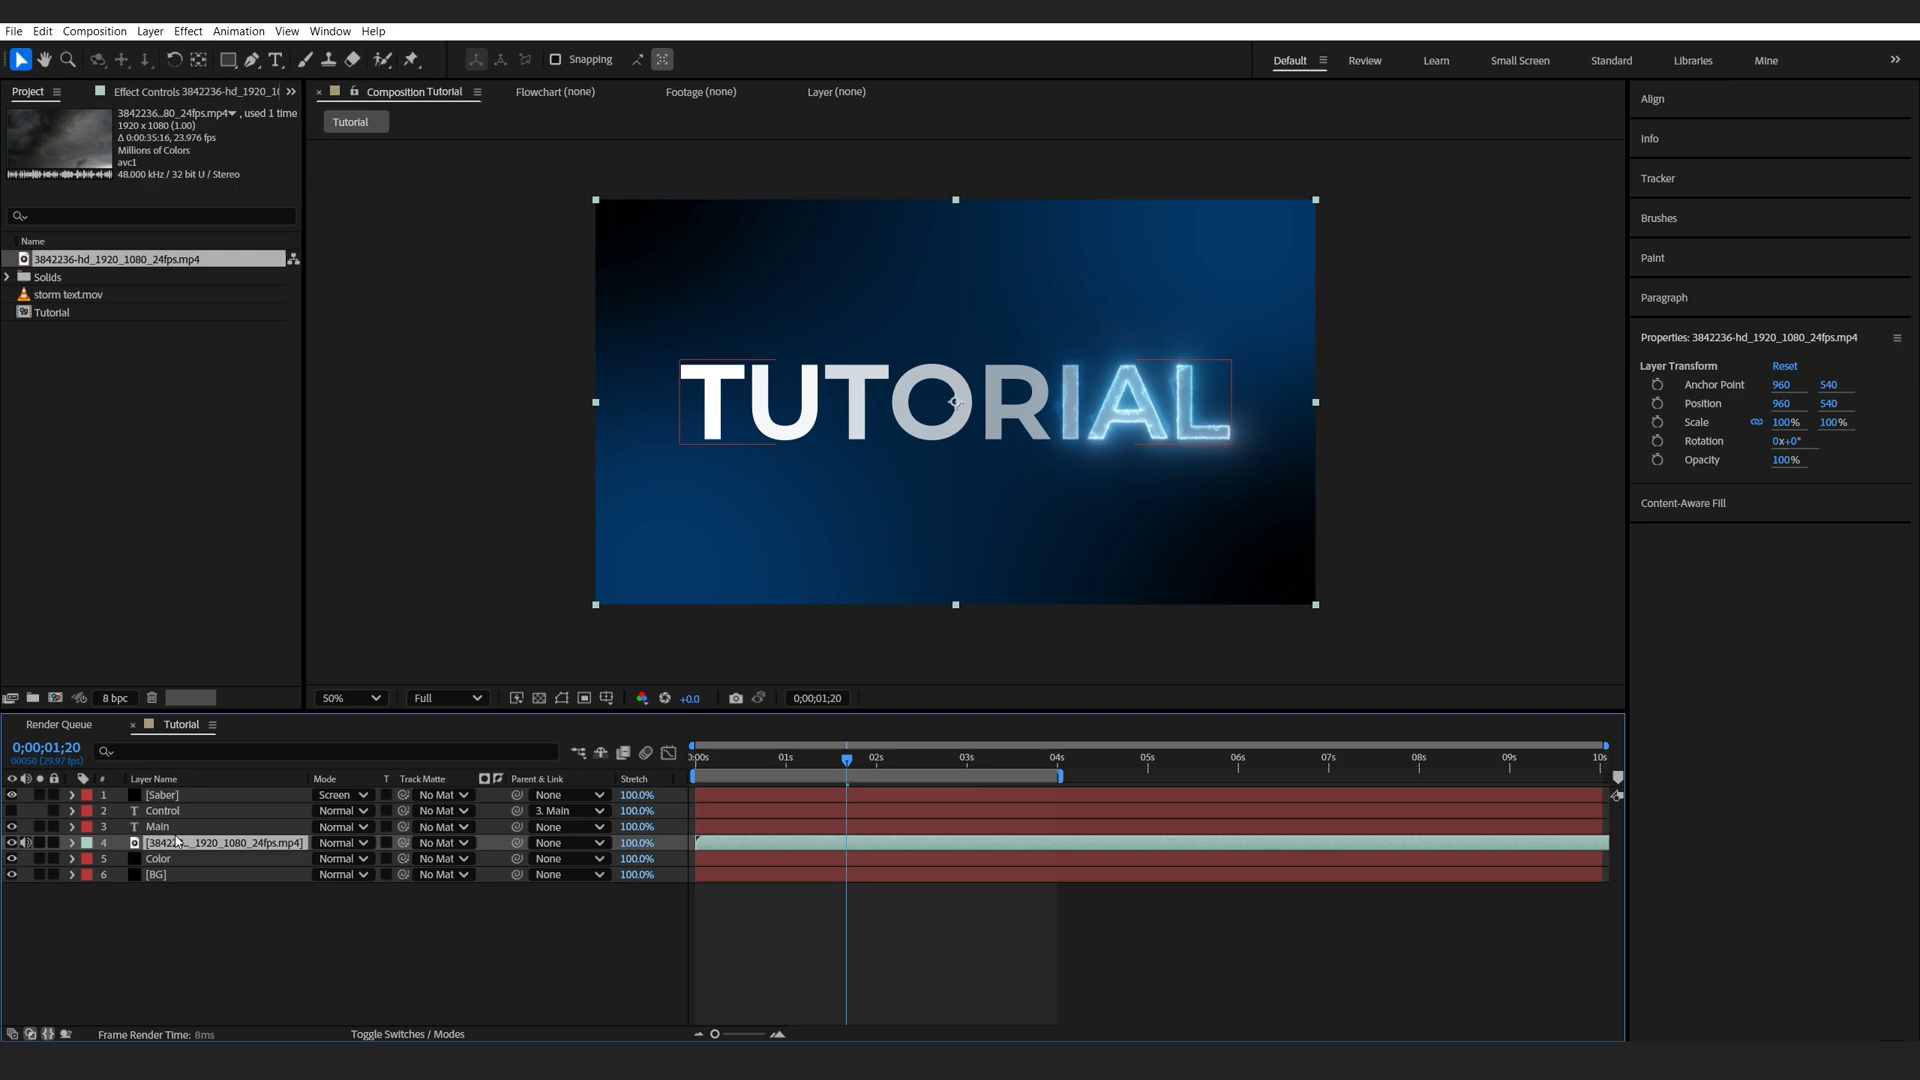 File Edit Composition Layer Effect Animation View Window Help
Snapping
Default Review Learn Small Screen Standard Libraries Mine
Project Effect Controls 3842236-hd_1920_1(
3842236...80_24fps.mp4 , used 1 time
1920 x 1080 (1.00)
Δ 0:00:35:16, 23.976 fps
Millions of Colors
avc1
48.000 kHz / 32 bit U / Stereo
Name
3842236-hd_1920_1080_24fps.mp4
Solids
storm text.mov
Tutorial
8 bpc
Composition Tutorial Flowchart (none) Footage (none) Layer (none)
Tutorial
TUTORIAL
50% Full +0.0 0;00;01;20
Align
Info
Tracker
Brushes
Paint
Paragraph
Properties: 3842236-hd_1920_1080_24fps.mp4
Layer Transform Reset
Anchor Point 960 540
Position 960 540
Scale 100% 100%
Rotation 0x+0°
Opacity 100%
Content-Aware Fill
Render Queue Tutorial
0;00;01;20
00050 (29.97 fps)
:00s 01s 02s 03s 04s 05s 06s 07s 08s 09s 10s
# Layer Name Mode T Track Matte Parent & Link Stretch
1 [Saber] Screen No Mat None 100.0%
2 T Control Normal No Mat 3. Main 100.0%
3 T Main Normal No Mat None 100.0%
4 _1920_1080_24fps.mp4] Normal No Mat None 100.0%
5 Color Normal No Mat None 100.0%
6 [BG] Normal No Mat None 100.0%
Frame Render Time: 8ms Toggle Switches / Modes